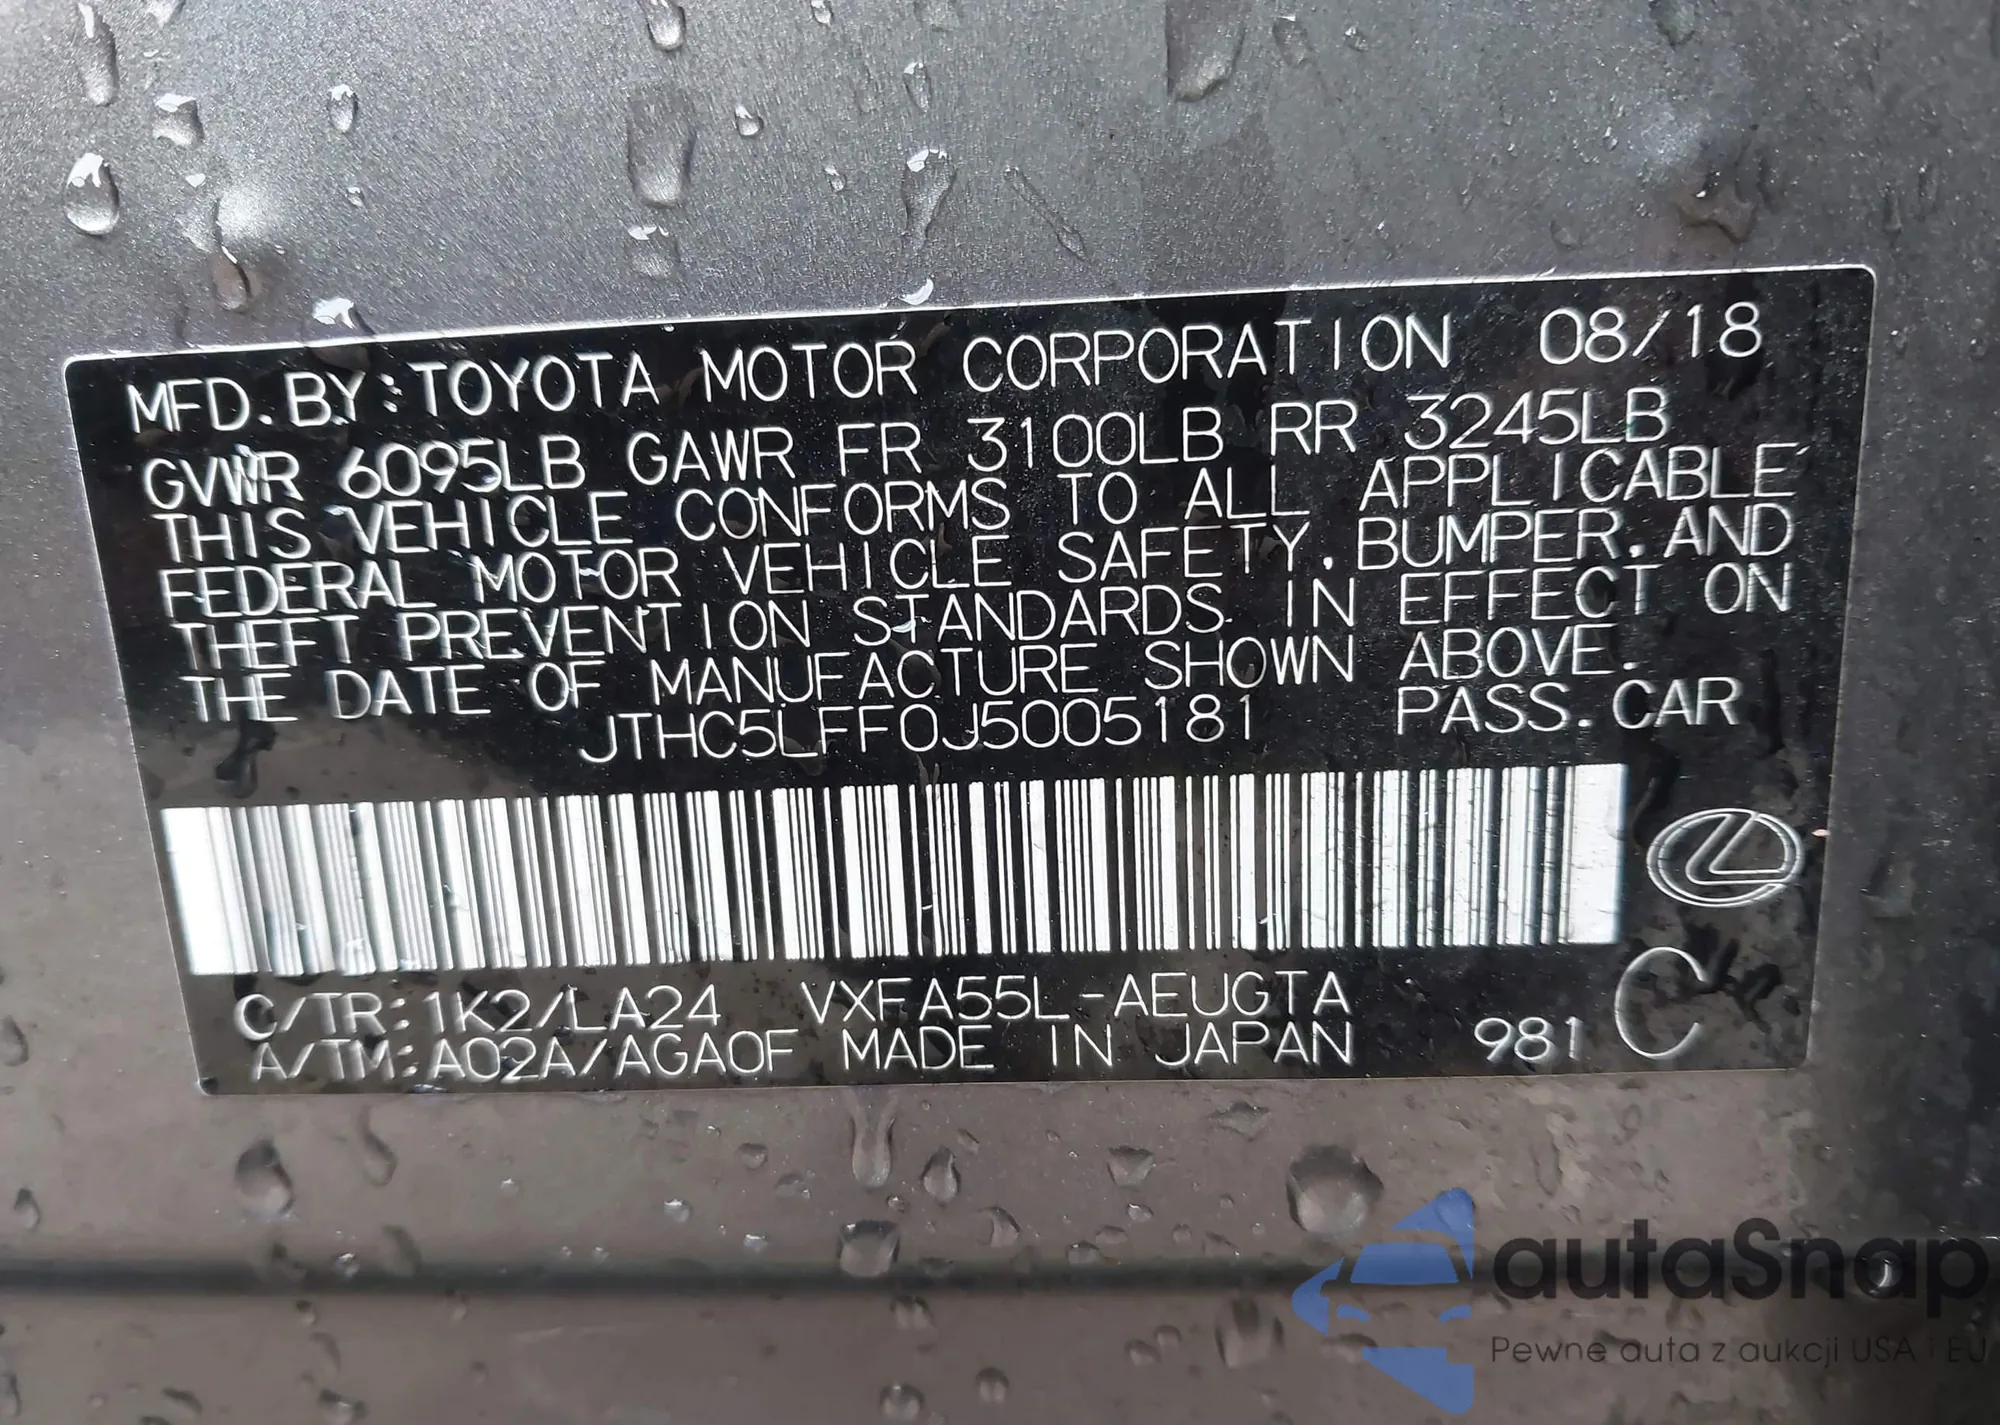 MFD. BY: TOYOTA MOTOR CORPORATION 08/18
GVWR 6095LB GAWR FR 3100LB RR 3245LB
THIS VEHICLE CONFORMS TO ALL APPLICABLE
FEDERAL MOTOR VEHICLE SAFETY, BUMPER, AND
THEFT PREVENTION STANDARDS IN EFFECT ON
THE DATE OF MANUFACTURE SHOWN ABOVE.
JTHC5LFF0J5005181 PASS. CAR
C/TR: 1K2/LA24 VXFA55L-AEUGTA
A/TM: A02A/AGA0F MADE IN JAPAN 981 C
autaSnap
Pewne auta z aukcji USA i EU